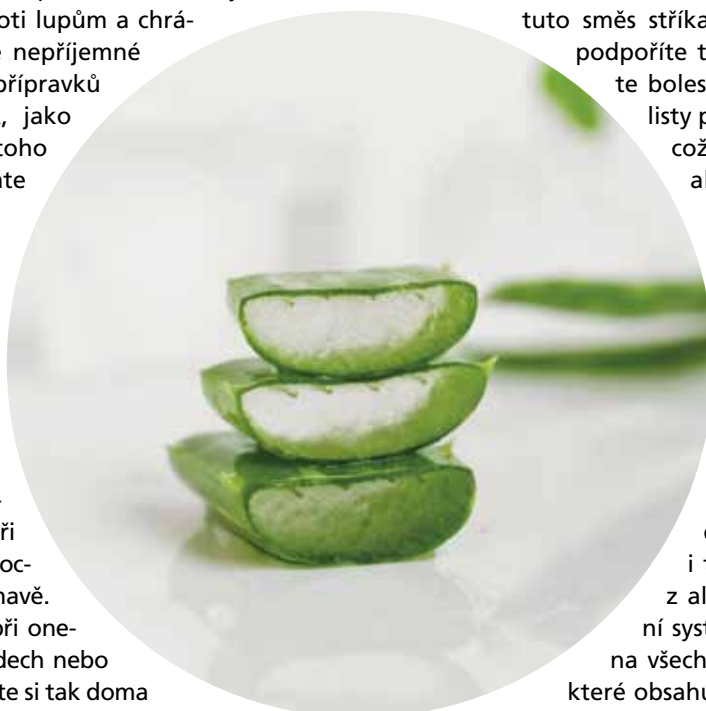 oti lupům a chrá-
nepříjemné
přípravků
, jako
toho
te
-
ři
oc-
navě.
ři one-
dech nebo
te si tak doma
tuto směs stříka
podpoříte t
te boles
listy p
což
al
i
z al
ní syst
na všech
které obsahu